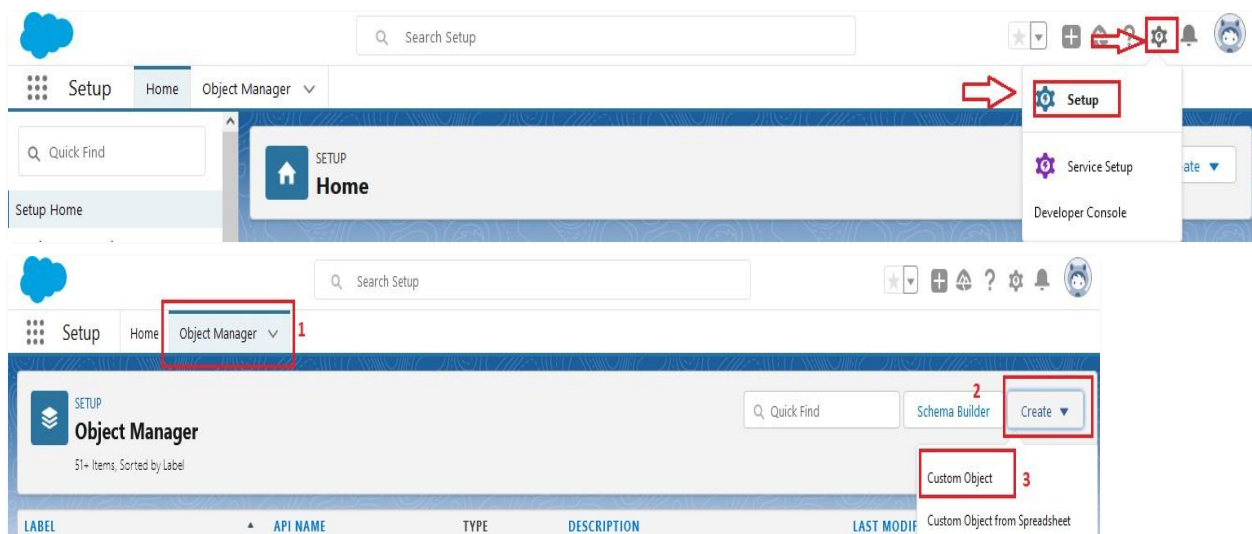 Search Setup
Setup Home Object Manager
Setup
Quick Find
SETUP
Home
Service Setup
ate
Setup Home
Developer Console
Search Setup
Setup Home Object Manager 1
SETUP
Object Manager
51+ Items, Sorted by Label
Quick Find
Schema Builder
2
Create
Custom Object 3
LABEL API NAME TYPE DESCRIPTION LAST MODIF
Custom Object from Spreadsheet